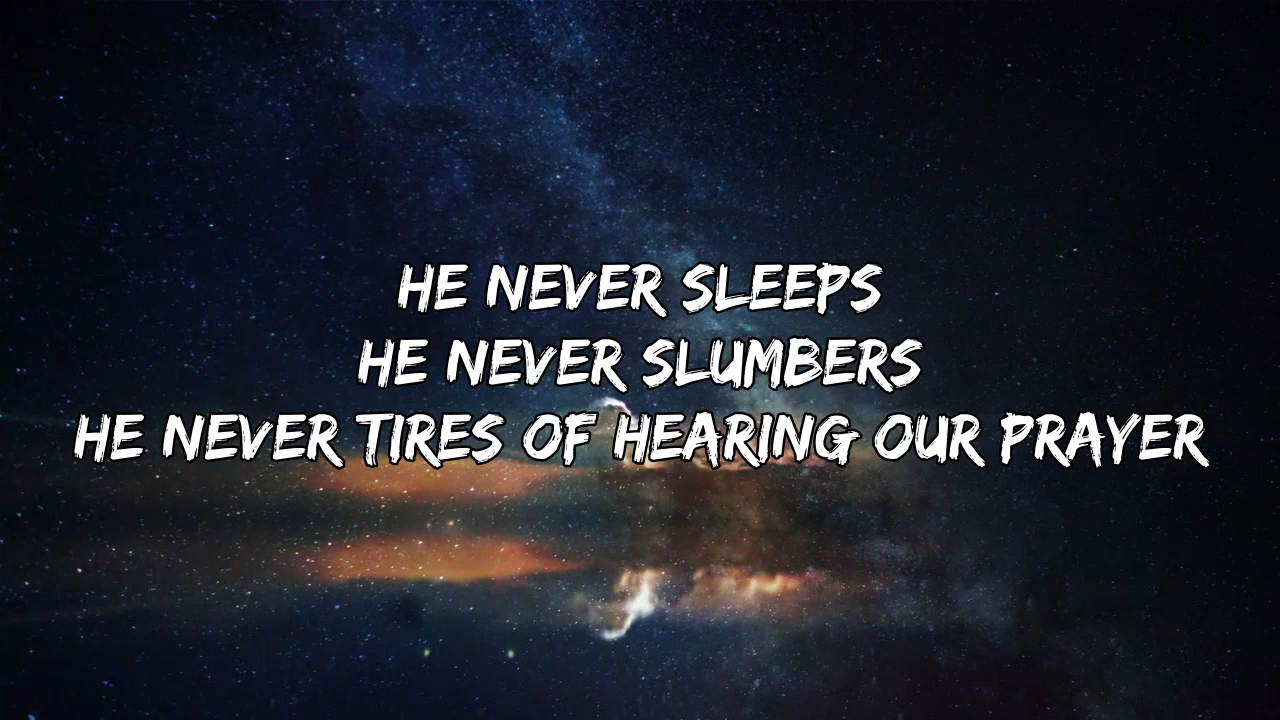 HE NEVER SLEEPS
HE NEVER SLUMBERS
HE NEVER TIRES OF HEARING OUR PRAYER